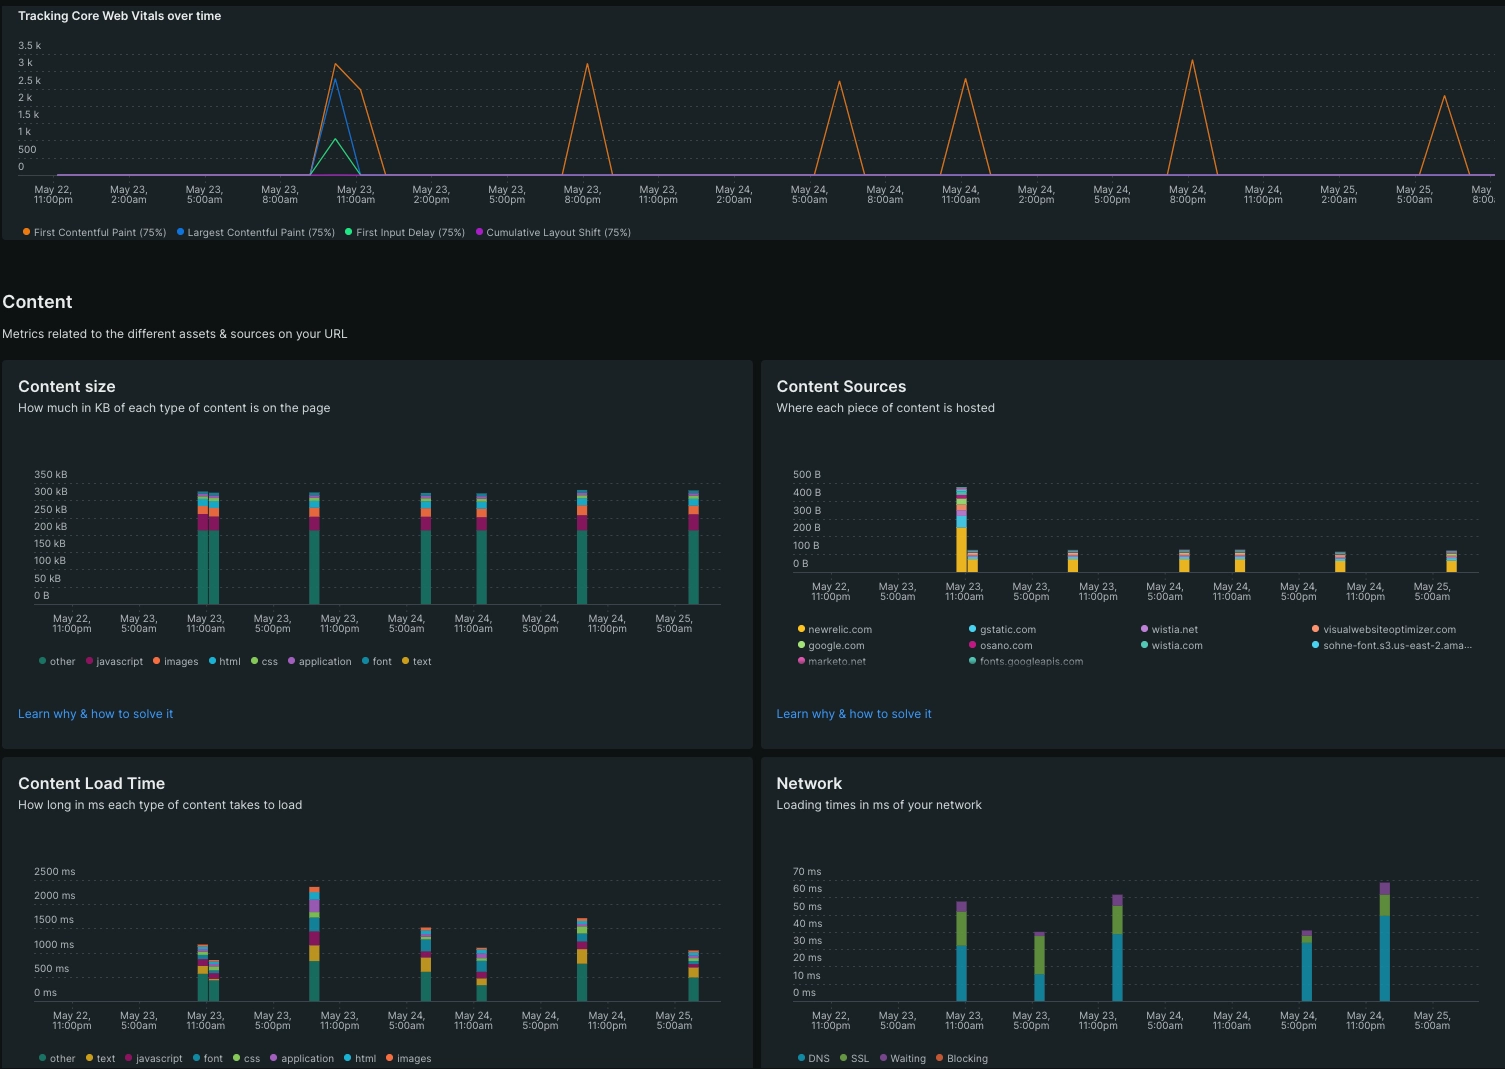 Tracking Core Web Vitals over time
3.5 k
3 k
2.5 k
2 k
1.5 k
1 k
500
0
May 22, 11:00pm
May 23, 2:00am
May 23, 5:00am
May 23, 8:00am
May 23, 11:00am
May 23, 2:00pm
May 23, 5:00pm
May 23, 8:00pm
May 23, 11:00pm
May 24, 2:00am
May 24, 5:00am
May 24, 8:00am
May 24, 11:00am
May 24, 2:00pm
May 24, 5:00pm
May 24, 8:00pm
May 24, 11:00pm
May 25, 2:00am
May 25, 5:00am
May 8:00
First Contentful Paint (75%) Largest Contentful Paint (75%) First Input Delay (75%) Cumulative Layout Shift (75%)
Content
Metrics related to the different assets & sources on your URL
Content size
How much in KB of each type of content is on the page
350 kB
300 kB
250 kB
200 kB
150 kB
100 kB
50 kB
0 B
May 22, 11:00pm
May 23, 5:00am
May 23, 11:00am
May 23, 5:00pm
May 23, 11:00pm
May 24, 5:00am
May 24, 11:00am
May 24, 5:00pm
May 24, 11:00pm
May 25, 5:00am
other javascript images html css application font text
Learn why & how to solve it
Content Sources
Where each piece of content is hosted
500 B
400 B
300 B
200 B
100 B
0 B
May 22, 11:00pm
May 23, 5:00am
May 23, 11:00am
May 23, 5:00pm
May 23, 11:00pm
May 24, 5:00am
May 24, 11:00am
May 24, 5:00pm
May 24, 11:00pm
May 25, 5:00am
newrelic.com gstatic.com wistia.net visualwebsiteoptimizer.com
google.com osano.com wistia.com sohne-font.s3.us-east-2.ama...
marketo.net fonts.googleapis.com
Learn why & how to solve it
Content Load Time
How long in ms each type of content takes to load
2500 ms
2000 ms
1500 ms
1000 ms
500 ms
0 ms
May 22, 11:00pm
May 23, 5:00am
May 23, 11:00am
May 23, 5:00pm
May 23, 11:00pm
May 24, 5:00am
May 24, 11:00am
May 24, 5:00pm
May 24, 11:00pm
May 25, 5:00am
other text javascript font css application html images
Network
Loading times in ms of your network
70 ms
60 ms
50 ms
40 ms
30 ms
20 ms
10 ms
0 ms
May 22, 11:00pm
May 23, 5:00am
May 23, 11:00am
May 23, 5:00pm
May 23, 11:00pm
May 24, 5:00am
May 24, 11:00am
May 24, 5:00pm
May 24, 11:00pm
May 25, 5:00am
DNS SSL Waiting Blocking